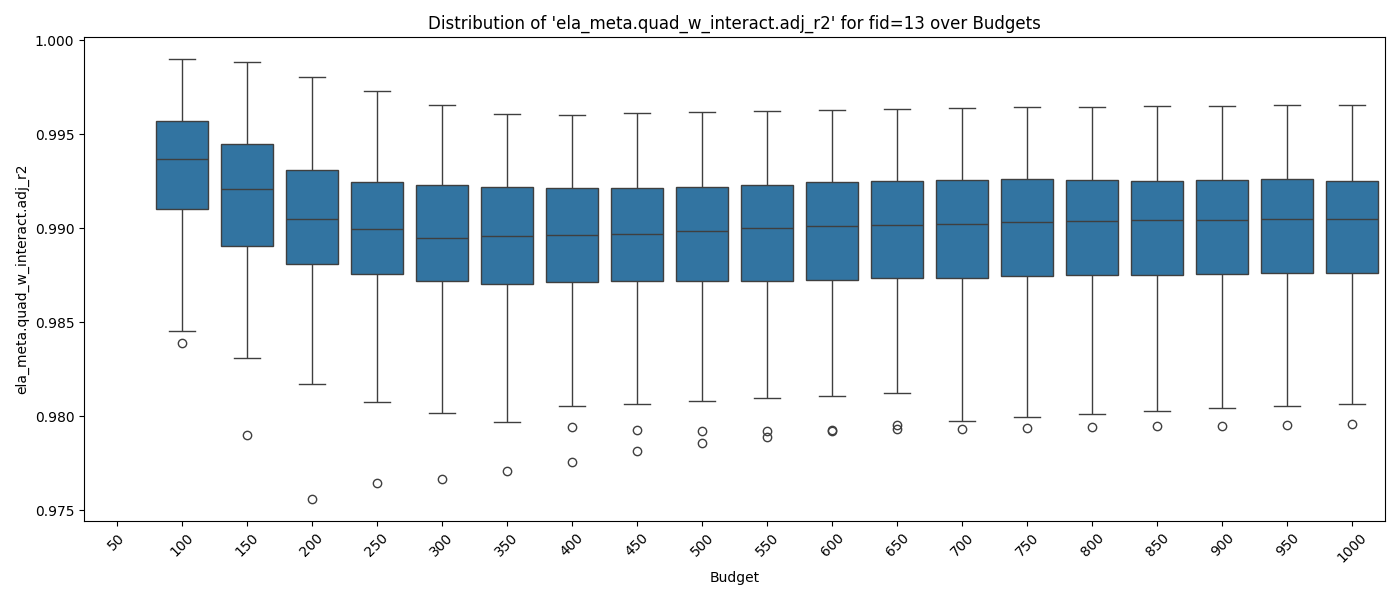 Distribution of 'ela_meta.quad_w_interact.adj_r2' for fid=13 over Budgets
ela_meta.quad_w_interact.adj_r2
1.000
0.995
0.990
0.985
0.980
0.975
50 100 150 200 250 300 350 400 450 500 550 600 650 700 750 800 850 900 950 1000
Budget